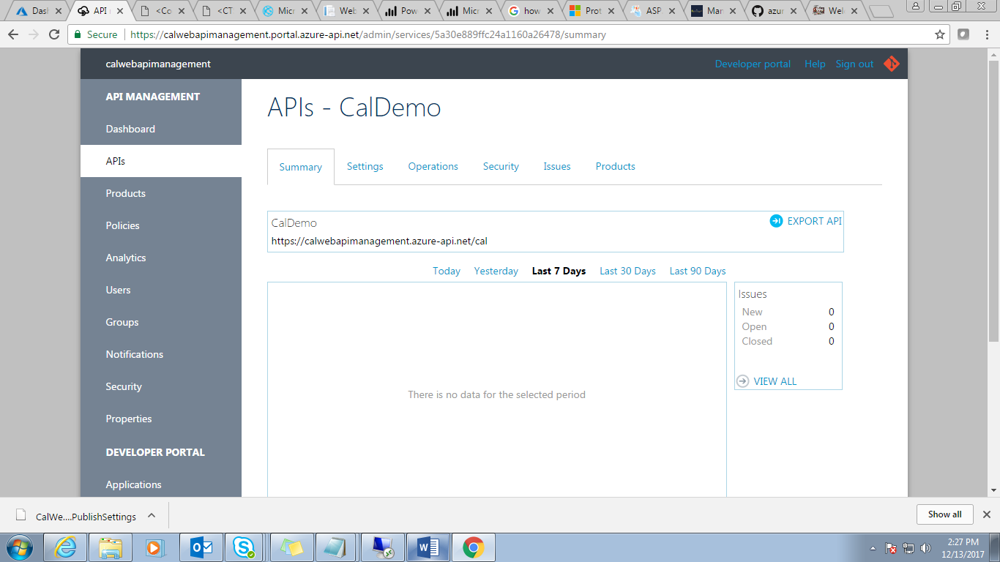 Dash
API
<Co
<CT
Micr
Web
Pow
Micr
how
Prot
ASP.
Man
azur
Wel
Secure https://calwebapimanagement.portal.azure-api.net/admin/services/5a30e889ffc24a1160a26478/summary
calwebapimanagement
Developer portal Help Sign out
API MANAGEMENT
Dashboard
APIs
Products
Policies
Analytics
Users
Groups
Notifications
Security
Properties
DEVELOPER PORTAL
Applications
APIs - CalDemo
Summary Settings Operations Security Issues Products
CalDemo
EXPORT API
https://calwebapimanagement.azure-api.net/cal
Today Yesterday Last 7 Days Last 30 Days Last 90 Days
There is no data for the selected period
Issues
New 0
Open 0
Closed 0
VIEW ALL
CalWe....PublishSettings
Show all
2:27 PM
12/13/2017